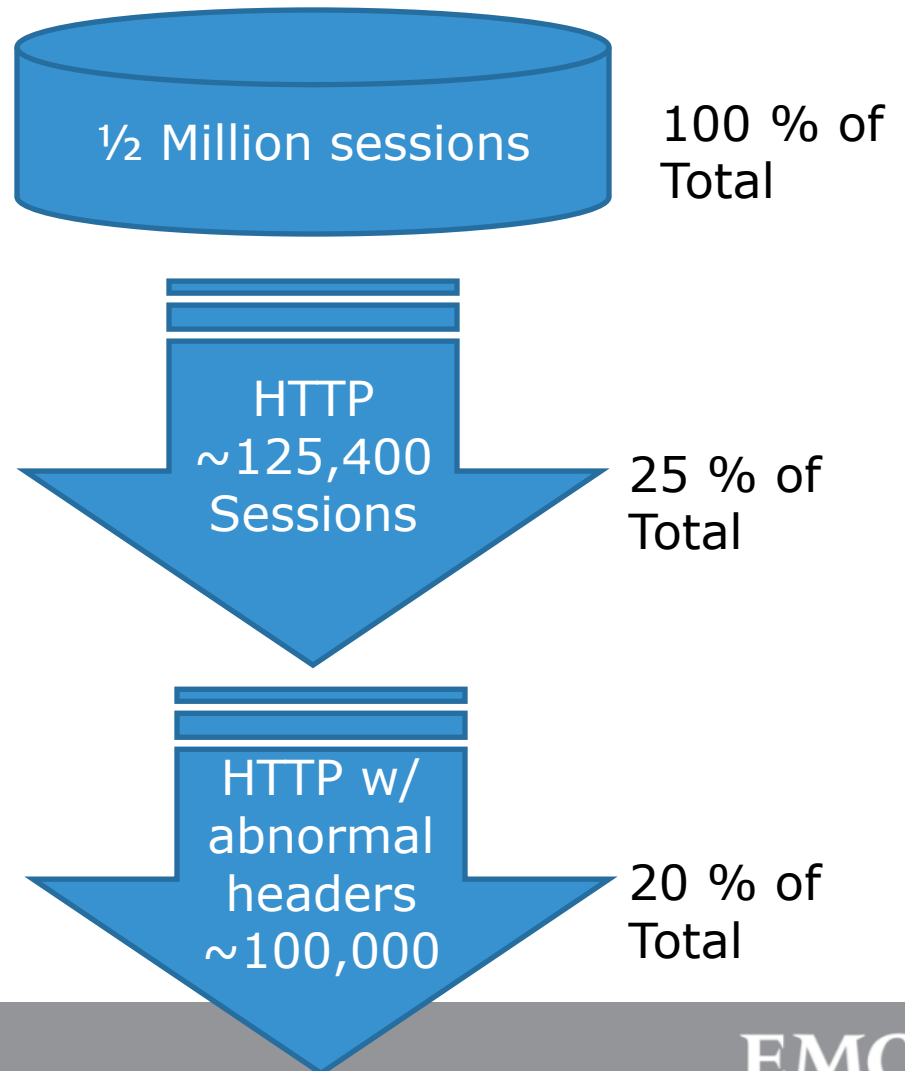 ½ Million sessions
100 % of
Total
HTTP
~125,400
Sessions
25 % of
Total
HTTP w/
abnormal
headers
~100,000
20 % of
Total
EMC